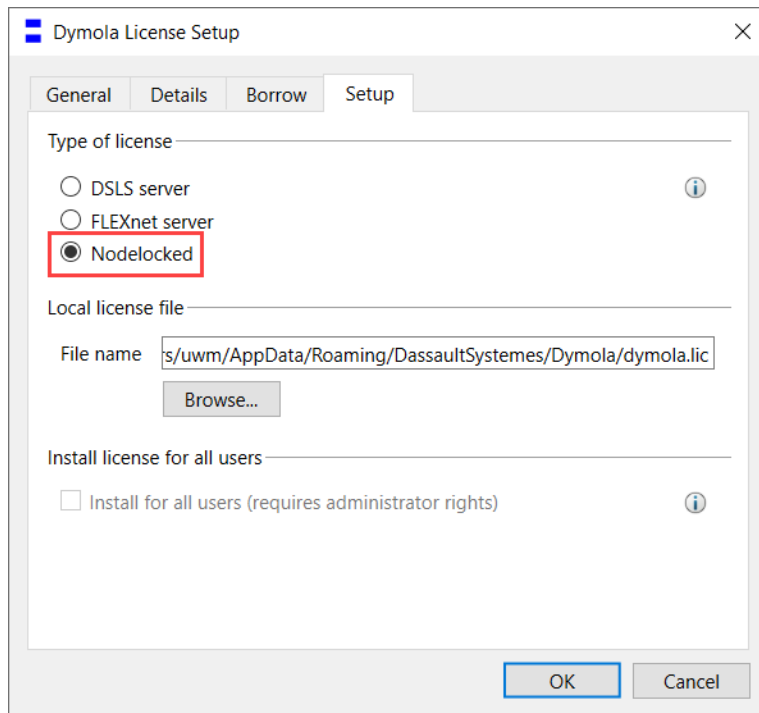 Dymola License Setup
General Details Borrow Setup
Type of license
DSLS server
FLEXnet server
Nodelocked
Local license file
File name rs/uwm/AppData/Roaming/DassaultSystemes/Dymola/dymola.lic
Browse...
Install license for all users
Install for all users (requires administrator rights)
OK Cancel